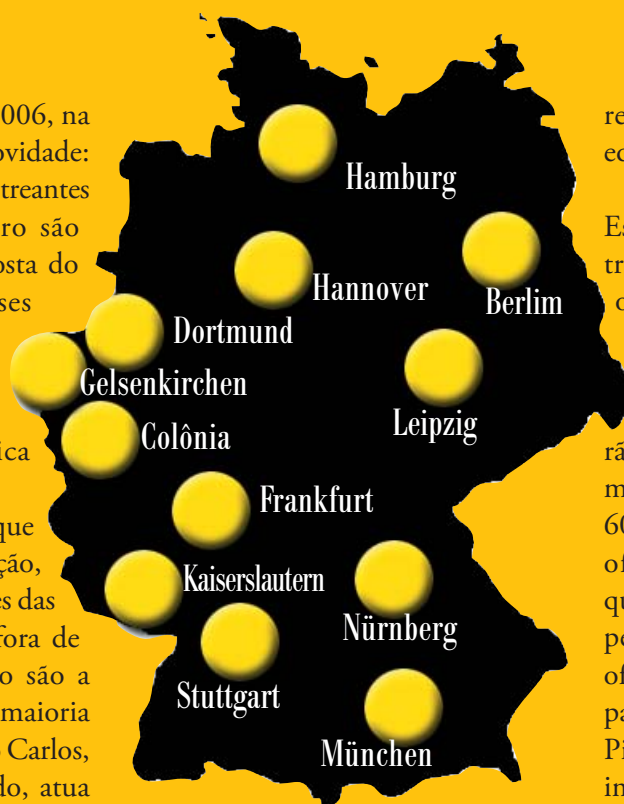 006, na
ovidade:
treantes
ro são
osta do
ses
ica
que
ção,
es das
fora de
o são a
maioria
Carlos,
do, atua
Hamburg
Hannover
Berlim
Dortmund
Gelsenkirchen
Leipzig
Colônia
Frankfurt
Kaiserslautern
Nürnberg
Stuttgart
München
re
Es
tr
rã
m
60
of
qu
pe
of
pa
Pi
in